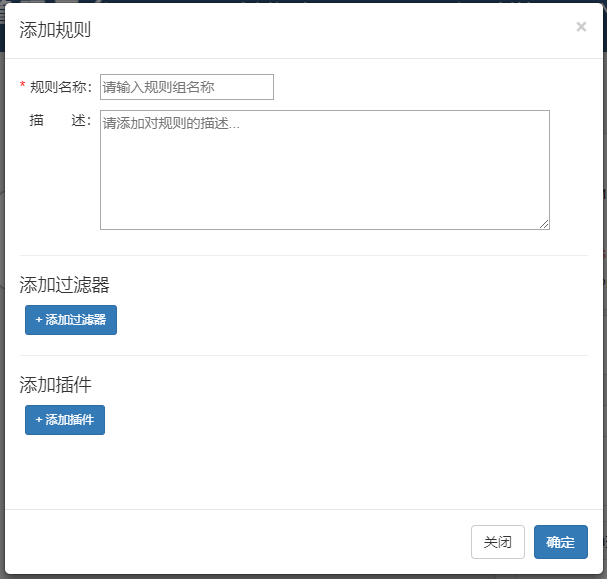 添加规则
×
* 规则名称：
请输入规则组名称
描 述：
请添加对规则的描述...
添加过滤器
+ 添加过滤器
添加插件
+ 添加插件
关闭
确定